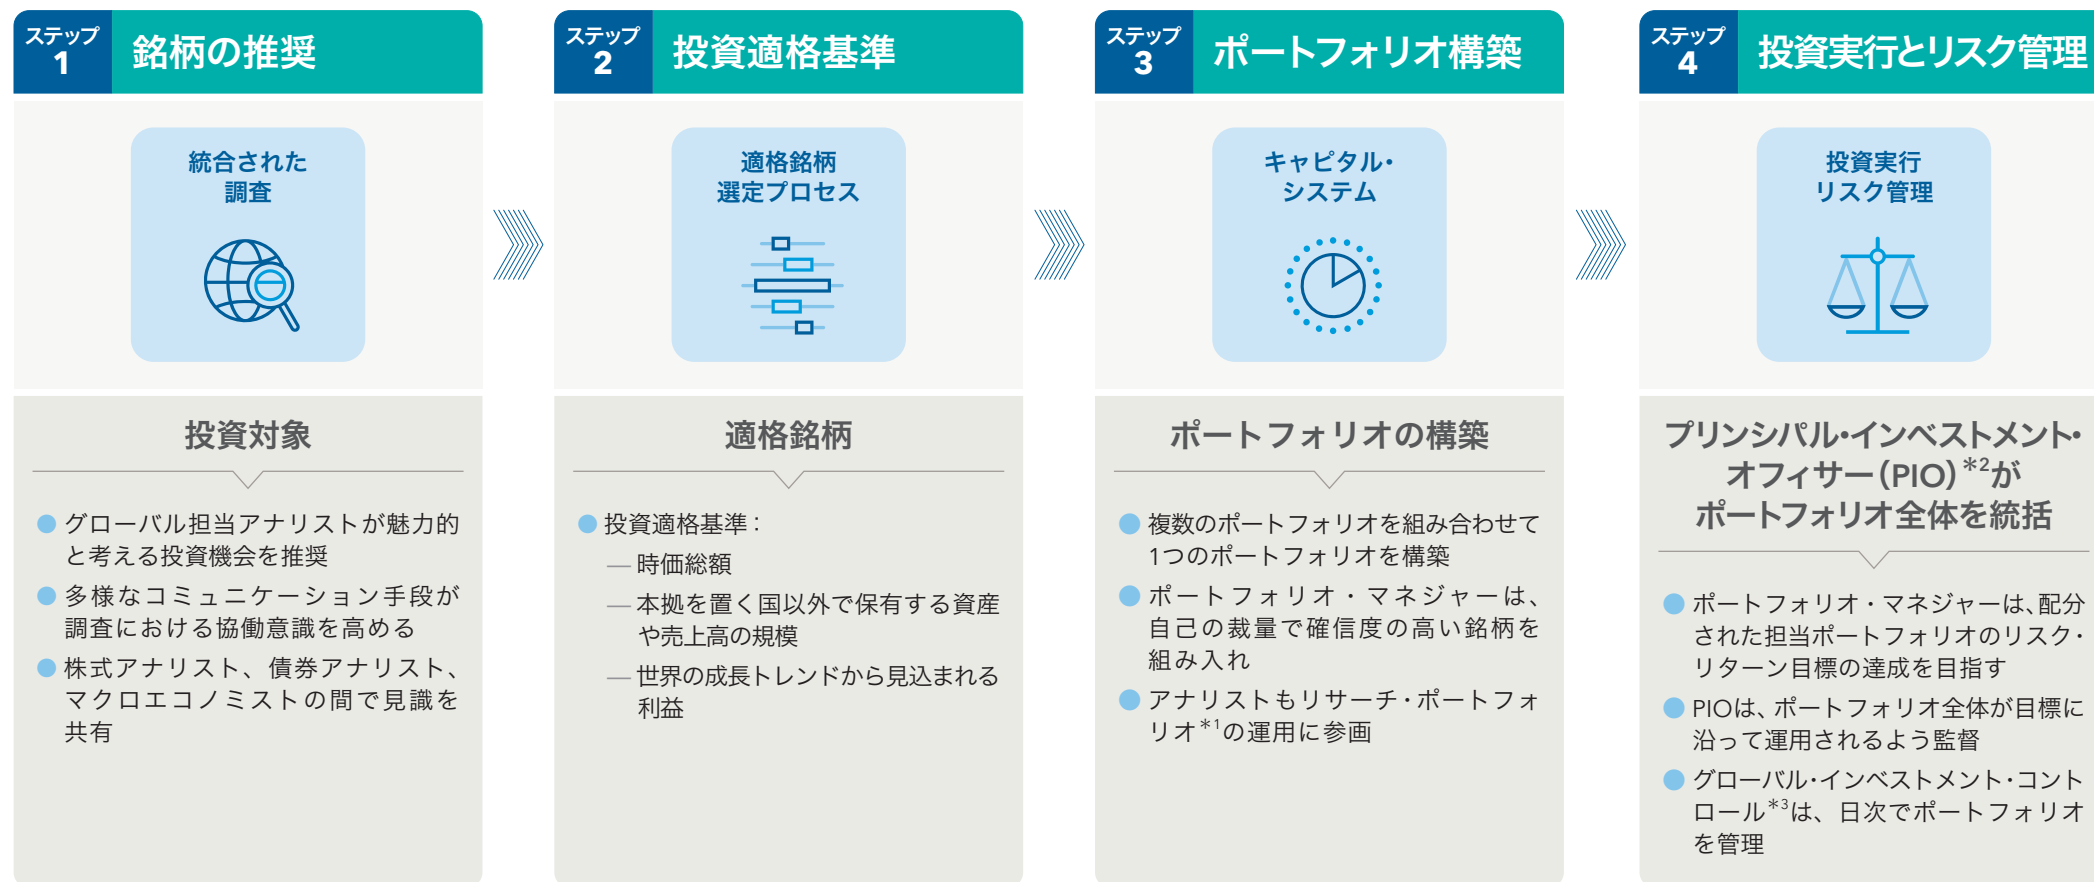 ステップ
1
銘柄の推奨
統合された
調査
投資対象
● グローバル担当アナリストが魅力的
と考える投資機会を推奨
● 多様なコミュニケーション手段が
調査における協働意識を高める
● 株式アナリスト、債券アナリスト、
マクロエコノミストの間で見識を
共有
ステップ
2
投資適格基準
適格銘柄
選定プロセス
適格銘柄
● 投資適格基準：
— 時価総額
— 本拠を置く国以外で保有する資産
や売上高の規模
— 世界の成長トレンドから見込まれる
利益
ステップ
3
ポートフォリオ構築
キャピタル・
システム
ポートフォリオの構築
● 複数のポートフォリオを組み合わせて
1つのポートフォリオを構築
● ポートフォリオ・マネジャーは、
自己の裁量で確信度の高い銘柄を
組み入れ
● アナリストもリサーチ・ポートフォ
リオ＊1の運用に参画
ステップ
4
投資実行とリスク管理
投資実行
リスク管理
プリンシパル・インベストメント・
オフィサー（PIO）＊2が
ポートフォリオ全体を統括
● ポートフォリオ・マネジャーは、配分
された担当ポートフォリオのリスク・
リターン目標の達成を目指す
● PIOは、ポートフォリオ全体が目標に
沿って運用されるよう監督
● グローバル・インベストメント・コント
ロール＊3は、日次でポートフォリオ
を管理